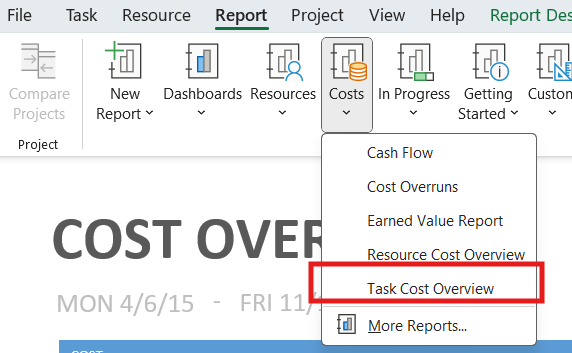 File Task Resource Report Project View Help Report Des
Compare Projects
New Report
Dashboards
Resources
Costs
In Progress
Getting Started
Custom
Project
Cash Flow
Cost Overruns
Earned Value Report
Resource Cost Overview
Task Cost Overview
More Reports...
COST OVER
MON 4/6/15 - FRI 11/
COST